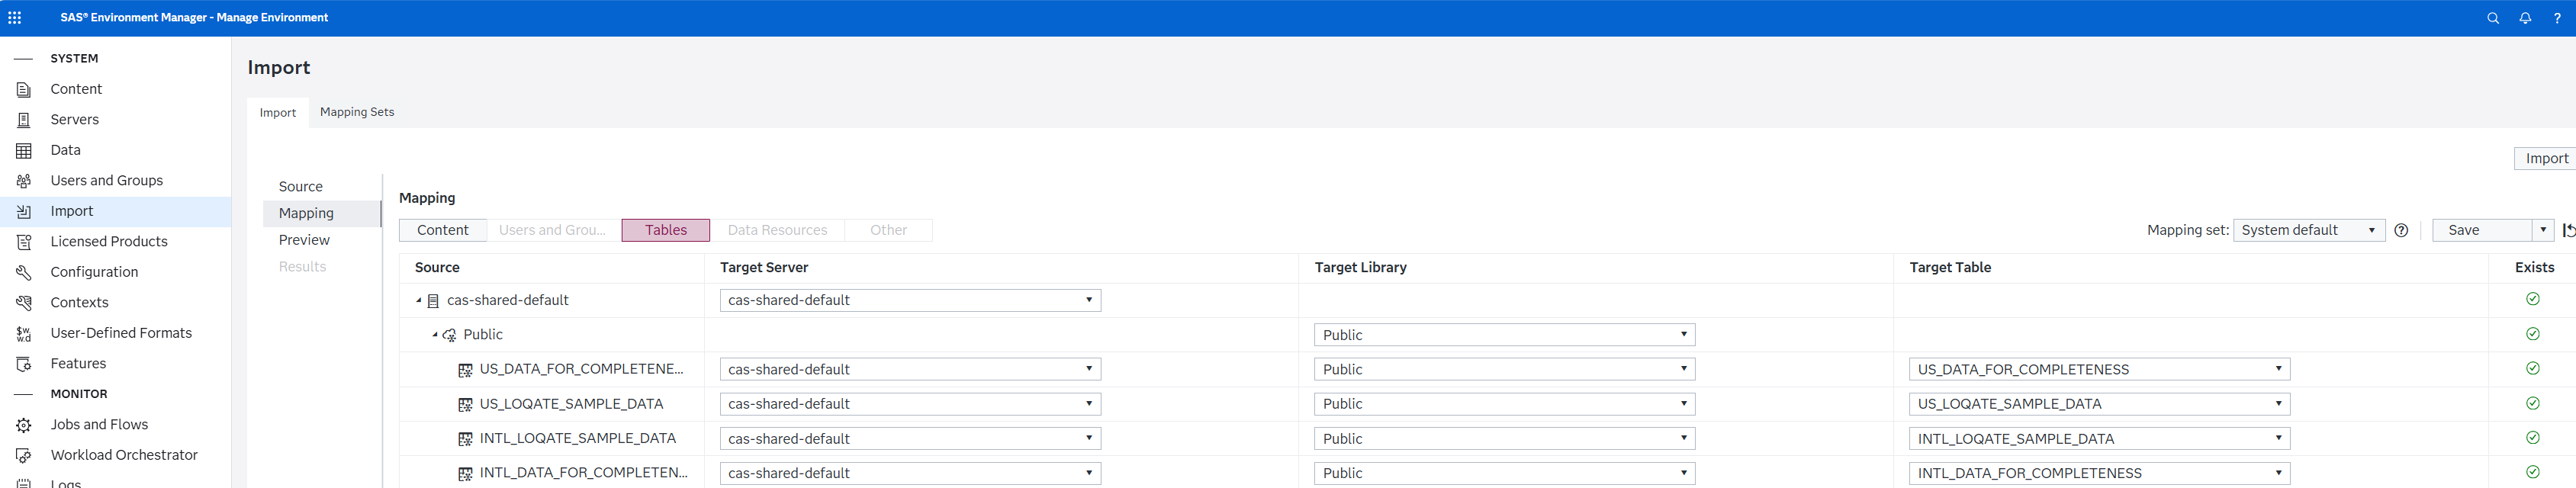 SAS® Environment Manager - Manage Environment
?
SYSTEM
Content
Servers
Data
Users and Groups
Import
Licensed Products
Configuration
Contexts
User-Defined Formats
Features
MONITOR
Jobs and Flows
Workload Orchestrator
Logs
Import
Import Mapping Sets
Import
Source
Mapping
Preview
Results
Mapping
Content Users and Grou... Tables Data Resources Other Mapping set: System default ? Save
Source Target Server Target Library Target Table Exists
cas-shared-default cas-shared-default
Public Public
US_DATA_FOR_COMPLETENE... cas-shared-default Public US_DATA_FOR_COMPLETENESS
US_LOQATE_SAMPLE_DATA cas-shared-default Public US_LOQATE_SAMPLE_DATA
INTL_LOQATE_SAMPLE_DATA cas-shared-default Public INTL_LOQATE_SAMPLE_DATA
INTL_DATA_FOR_COMPLETEN... cas-shared-default Public INTL_DATA_FOR_COMPLETENESS